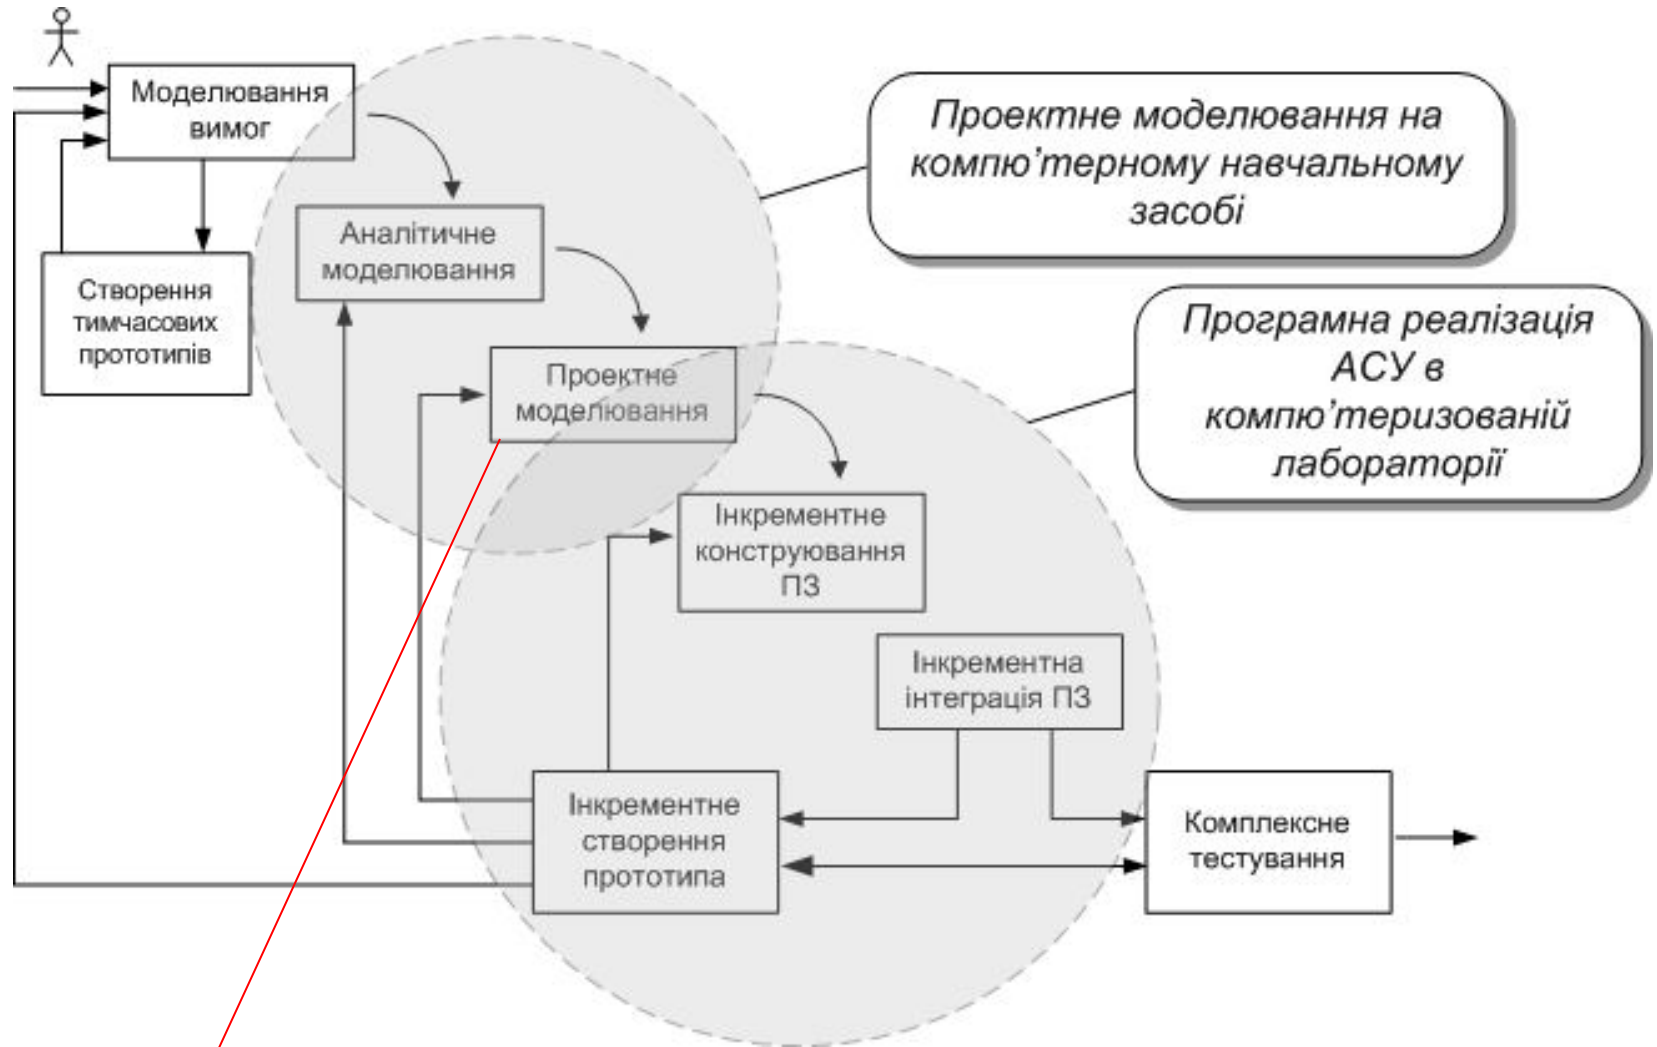 Моделювання
вимог
Проектне моделювання на
компю’терному навчальному
засобі
Аналітичне
моделювання
Створення
тимчасових
прототипів
Програмна реалізація
АСУ в
компю’теризованій
лабораторії
Проектне
моделювання
Інкрементне
конструювання
ПЗ
Інкрементна
інтеграція ПЗ
Інкрементне
створення
прототипа
Комплексне
тестування